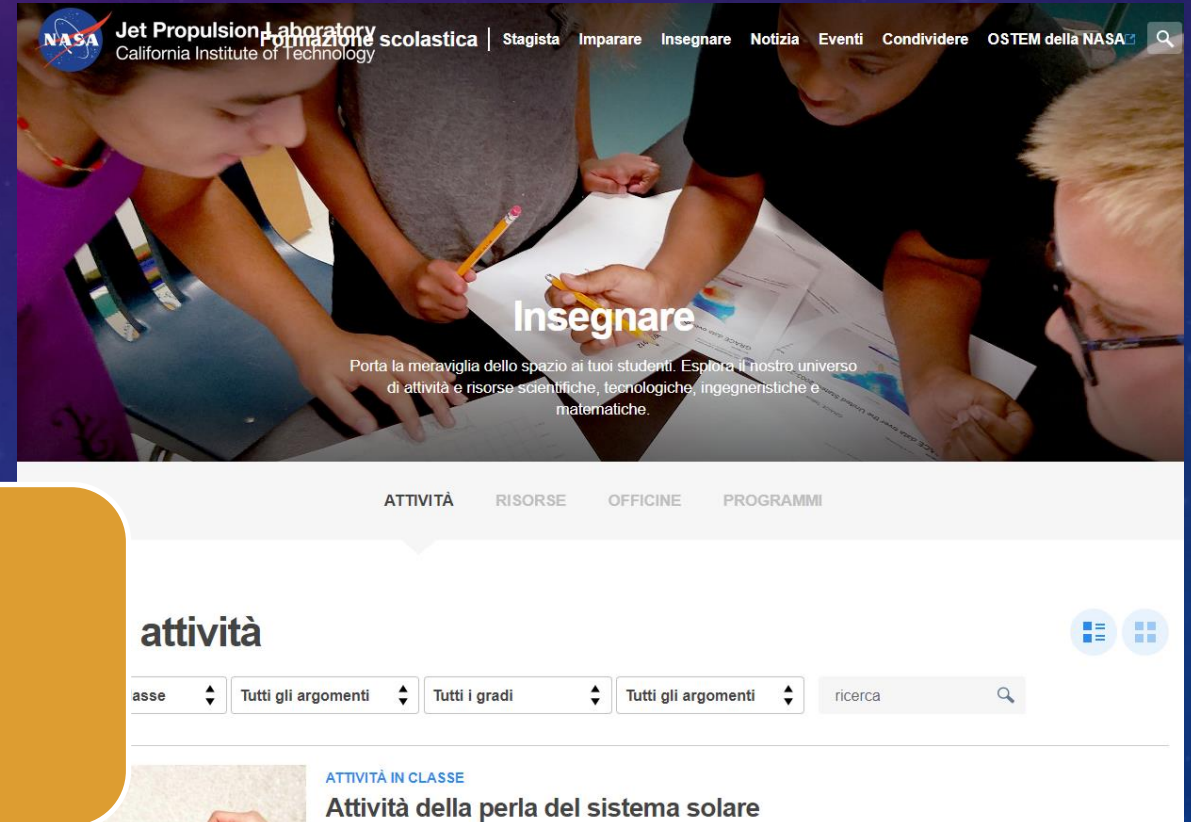 NASA
Jet Propulsion Laboratory
California Institute of Technology
Formazione scolastica | Stagista Imparare Insegnare Notizia Eventi Condividere OSTEM della NASA
Insegnare
Porta la meraviglia dello spazio ai tuoi studenti. Esplora il nostro universo
di attività e risorse scientifiche, tecnologiche, ingegneristiche e
matematiche.
ATTIVITÀ RISORSE OFFICINE PROGRAMMI
attività
lasse Tutti gli argomenti Tutti i gradi Tutti gli argomenti ricerca
ATTIVITÀ IN CLASSE
Attività della perla del sistema solare